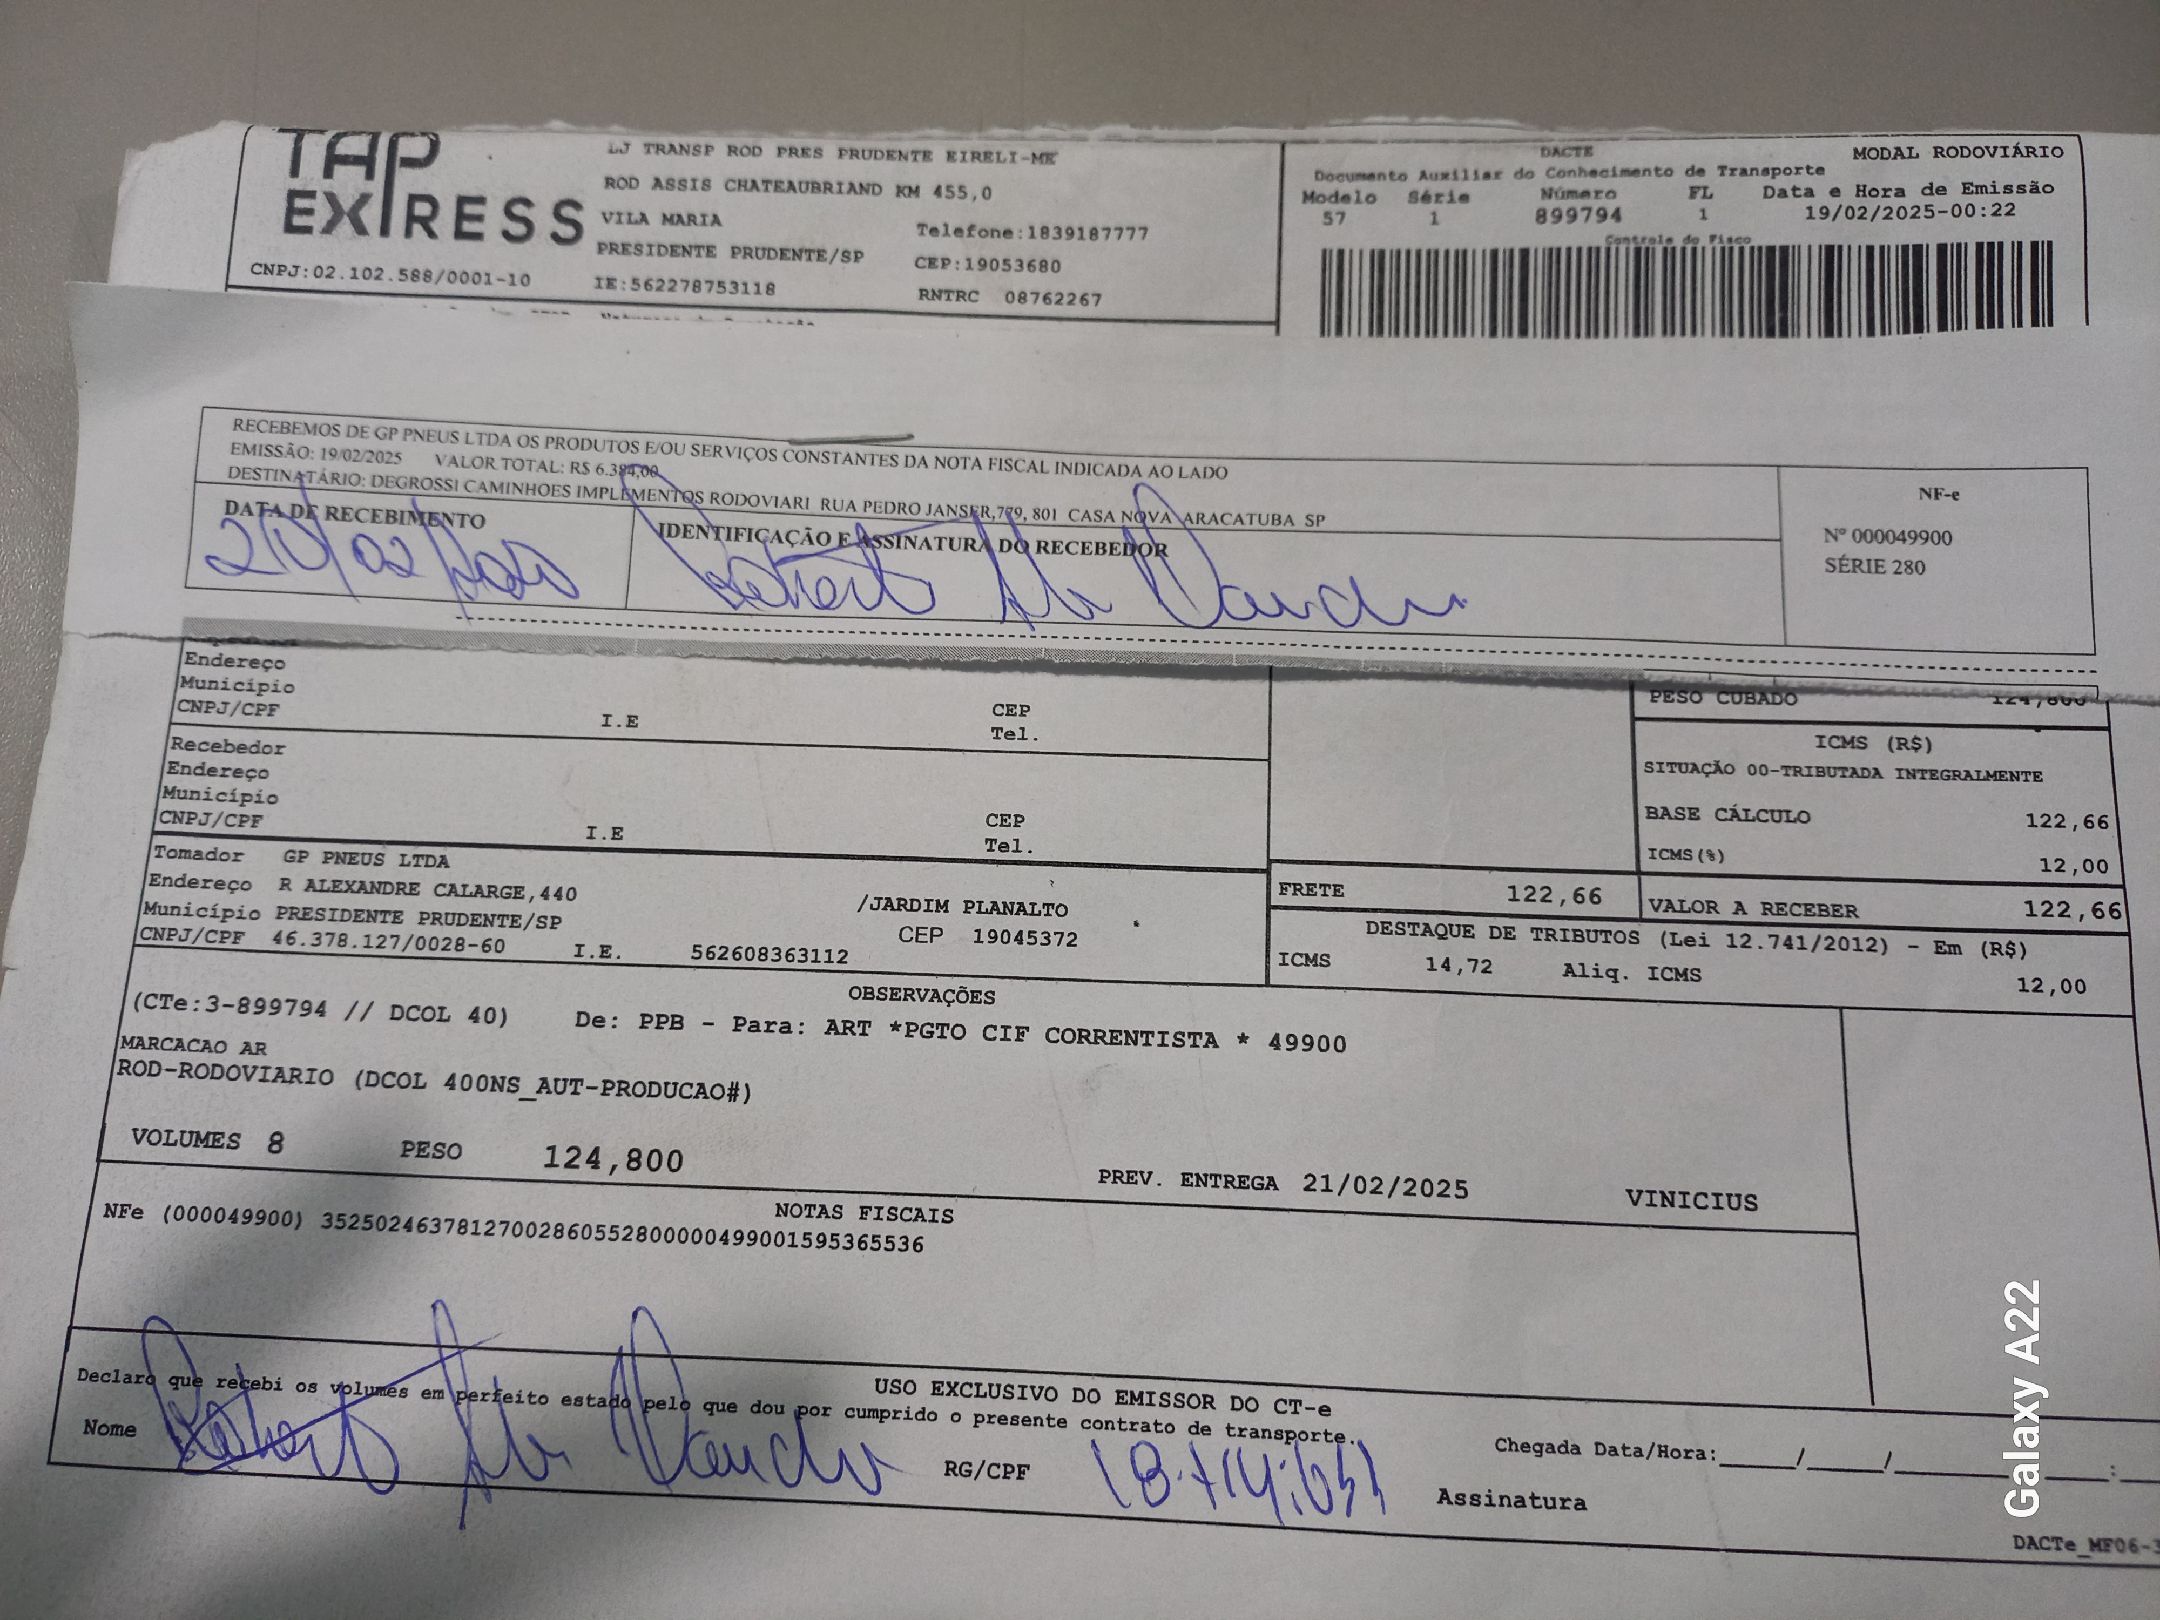 TAP EXPRESS
LJ TRANSP ROD PRES PRUDENTE EIRELI-ME
ROD ASSIS CHATEAUBRIAND KM 455,0
VILA MARIA
Telefone:1839187777
PRESIDENTE PRUDENTE/SP
CEP:19053680
CNPJ:02.102.588/0001-10
IE:562278753118
RNTRC 08762267
DACTE
MODAL RODOVIÁRIO
Documento Auxiliar do Conhecimento de Transporte
Modelo Série Número FL Data e Hora de Emissão
57 1 899794 1 19/02/2025-00:22
Controle do Fisco
RECEBEMOS DE GP PNEUS LTDA OS PRODUTOS E/OU SERVIÇOS CONSTANTES DA NOTA FISCAL INDICADA AO LADO
EMISSÃO: 19/02/2025 VALOR TOTAL: R$ 6.384,00
DESTINATÁRIO: DEGROSSI CAMINHOES IMPLEMENTOS RODOVIARI RUA PEDRO JANSER,779, 801 CASA NOVA ARACATUBA SP
DATA DE RECEBIMENTO
IDENTIFICAÇÃO E ASSINATURA DO RECEBEDOR
NF-e
Nº 000049900
SÉRIE 280
Endereço
Município
CNPJ/CPF I.E CEP
Tel.
Recebedor
Endereço
Município
CNPJ/CPF I.E CEP
Tel.
PESO CUBADO 124,800
ICMS (R$)
SITUAÇÃO 00-TRIBUTADA INTEGRALMENTE
BASE CÁLCULO 122,66
ICMS(%) 12,00
Tomador GP PNEUS LTDA
Endereço R ALEXANDRE CALARGE,440 /JARDIM PLANALTO
Município PRESIDENTE PRUDENTE/SP CEP 19045372
CNPJ/CPF 46.378.127/0028-60 I.E. 562608363112
FRETE 122,66 VALOR A RECEBER 122,66
DESTAQUE DE TRIBUTOS (Lei 12.741/2012) - Em (R$)
ICMS 14,72 Aliq. ICMS 12,00
OBSERVAÇÕES
(CTe:3-899794 // DCOL 40) De: PPB - Para: ART *PGTO CIF CORRENTISTA * 49900
MARCACAO AR
ROD-RODOVIARIO (DCOL 400NS_AUT-PRODUCAO#)
VOLUMES 8 PESO 124,800 PREV. ENTREGA 21/02/2025 VINICIUS
NOTAS FISCAIS
NFe (000049900) 35250246378127002860552800000499001595365536
USO EXCLUSIVO DO EMISSOR DO CT-e
Declaro que recebi os volumes em perfeito estado pelo que dou por cumprido o presente contrato de transporte.
Nome RG/CPF Assinatura
Chegada Data/Hora:_____/_____/________ ____:___
DACTe_MF06-3
Galaxy A22